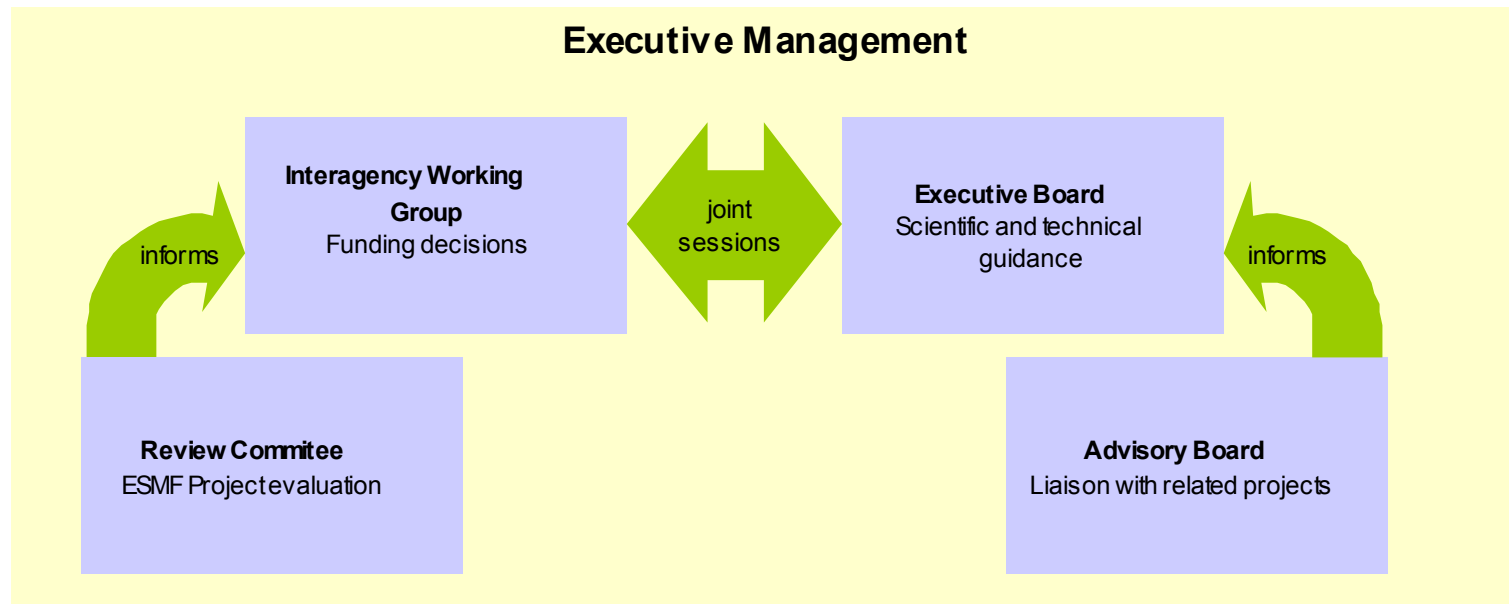 Executive Management
Interagency Working
Group
Funding decisions
joint
sessions
Executive Board
Scientific and technical
guidance
informs
informs
Review Commitee
ESMF Project evaluation
Advisory Board
Liaison with related projects